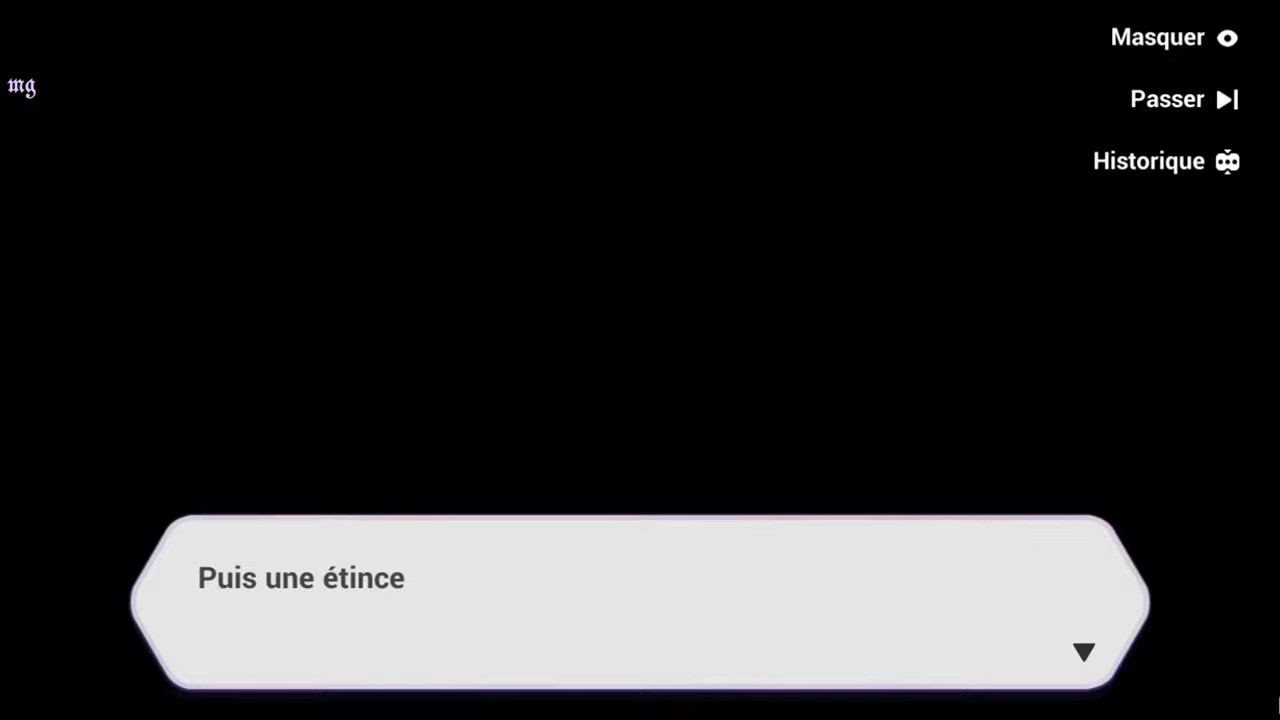 Masquer
mg
Passer
Historique
Puis une étince